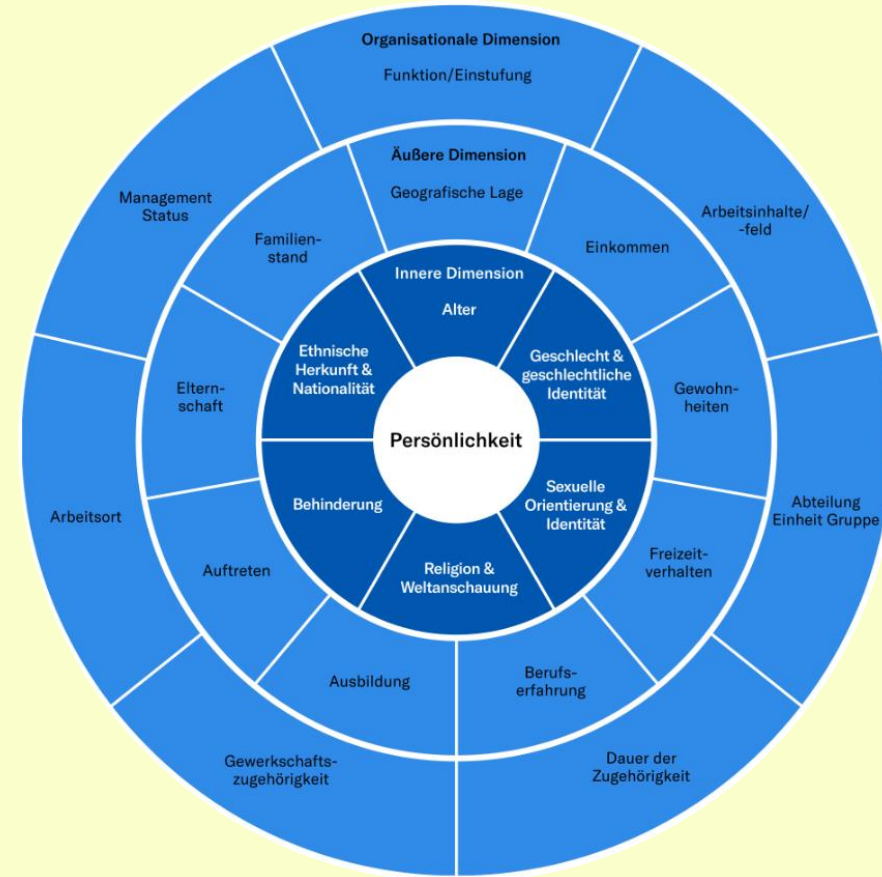 Organisationale Dimension
Funktion/Einstufung
Arbeitsinhalte/
-feld
Abteilung
Einheit Gruppe
Dauer der
Zugehörigkeit
Gewerkschafts-
zugehörigkeit
Arbeitsort
Management
Status
Äußere Dimension
Geografische Lage
Einkommen
Gewohn-
heiten
Freizeit-
verhalten
Berufs-
erfahrung
Ausbildung
Auftreten
Eltern-
schaft
Familien-
stand
Innere Dimension
Alter
Geschlecht &
geschlechtliche
Identität
Sexuelle
Orientierung &
Identität
Religion &
Weltanschauung
Behinderung
Ethnische
Herkunft &
Nationalität
Persönlichkeit